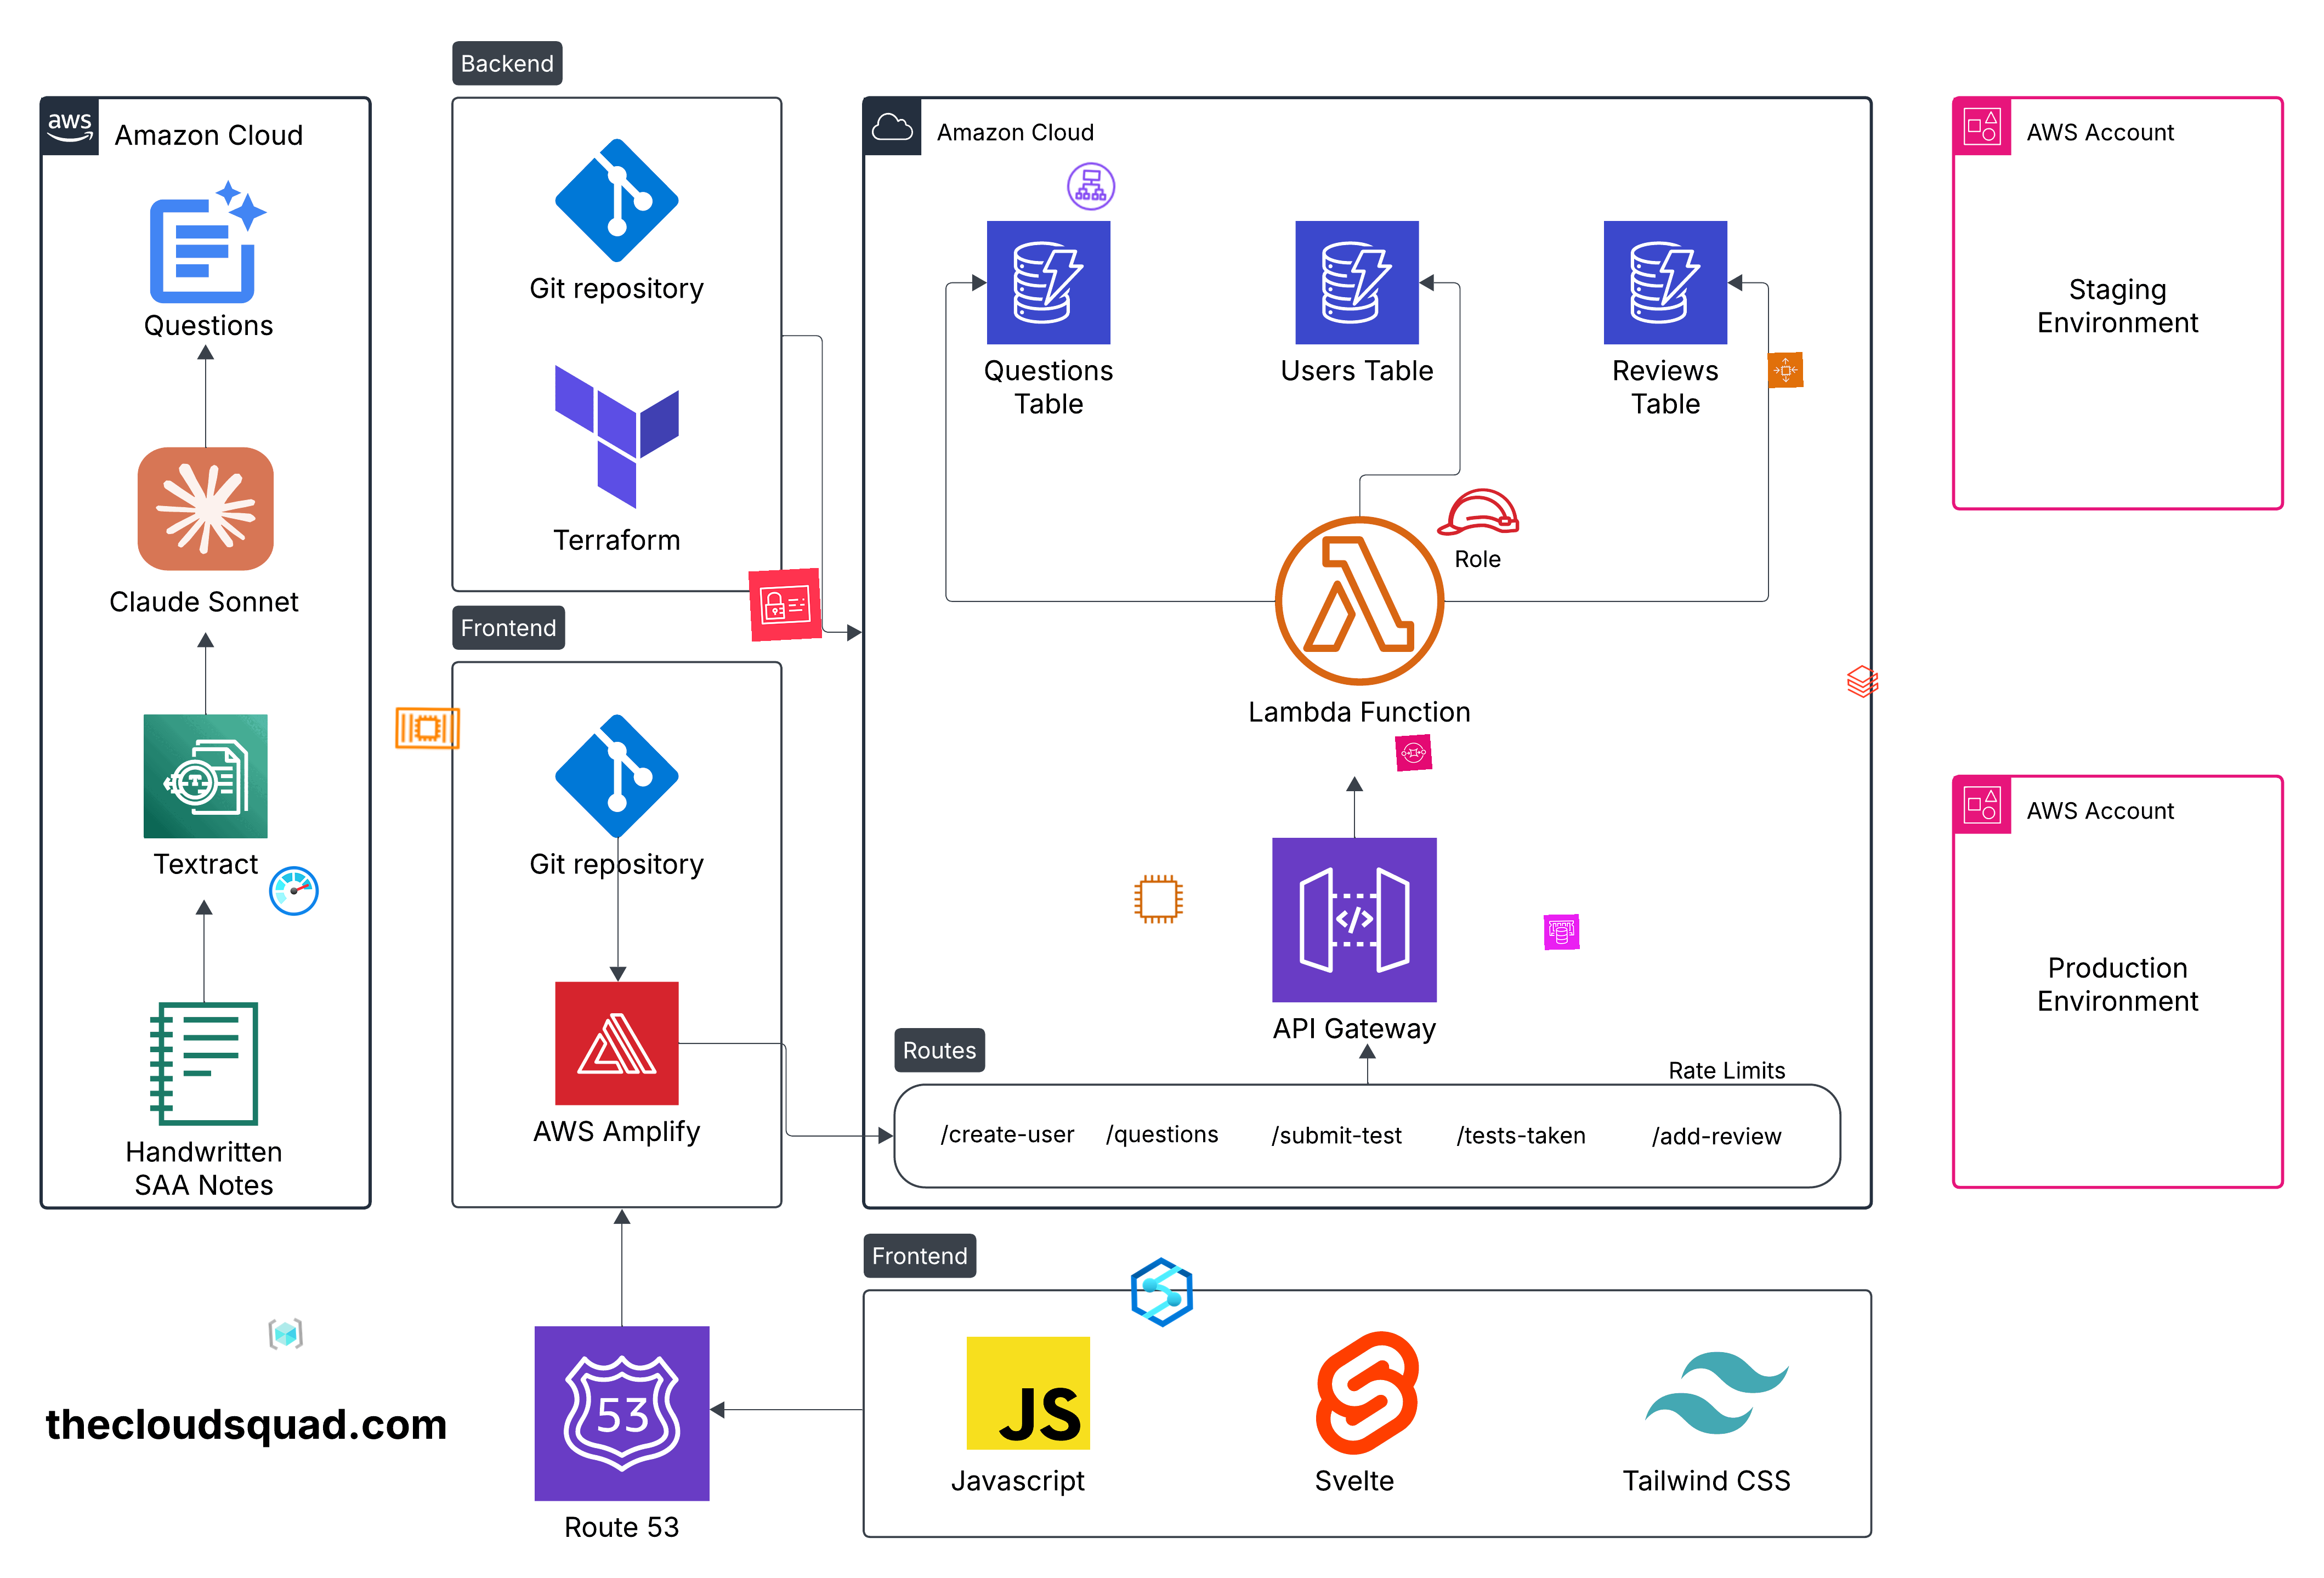 Backend
aws
Amazon Cloud
Questions
Claude Sonnet
Textract
Handwritten
SAA Notes
Git repository
Terraform
Frontend
Git repository
AWS Amplify
Amazon Cloud
Questions
Table
Users Table
Reviews
Table
Role
Lambda Function
API Gateway
Routes
Rate Limits
/create-user
/questions
/submit-test
/tests-taken
/add-review
AWS Account
Staging
Environment
AWS Account
Production
Environment
thecloudsquad.com
53
Route 53
Frontend
JS
Javascript
Svelte
Tailwind CSS